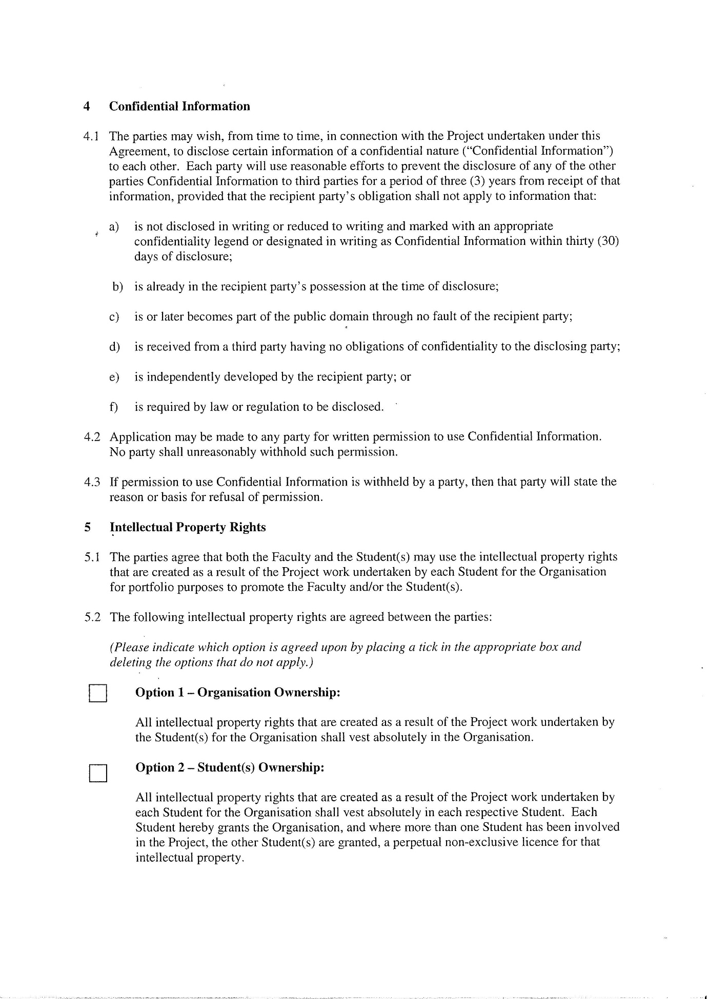 4 Confidential Information
4.1 The parties may wish, from time to time, in connection with the Project undertaken under this
Agreement, to disclose certain information of a confidential nature (“Confidential Information”)
to each other. Each party will use reasonable efforts to prevent the disclosure of any of the other
parties Confidential Information to third parties for a period of three (3) years from receipt of that
information, provided that the recipient party’s obligation shall not apply to information that:
a) is not disclosed in writing or reduced to writing and marked with an appropriate
confidentiality legend or designated in writing as Confidential Information within thirty (30)
days of disclosure;
b) is already in the recipient party’s possession at the time of disclosure;
c) is or later becomes part of the public domain through no fault of the recipient party;
d) is received from a third party having no obligations of confidentiality to the disclosing party;
e) is independently developed by the recipient party; or
f) is required by law or regulation to be disclosed.
4.2 Application may be made to any party for written permission to use Confidential Information.
No party shall unreasonably withhold such permission.
4.3 If permission to use Confidential Information is withheld by a party, then that party will state the
reason or basis for refusal of permission.
5 Intellectual Property Rights
5.1 The parties agree that both the Faculty and the Student(s) may use the intellectual property rights
that are created as a result of the Project work undertaken by each Student for the Organisation
for portfolio purposes to promote the Faculty and/or the Student(s).
5.2 The following intellectual property rights are agreed between the parties:
(Please indicate which option is agreed upon by placing a tick in the appropriate box and
deleting the options that do not apply.)
Option 1 – Organisation Ownership:
All intellectual property rights that are created as a result of the Project work undertaken by
the Student(s) for the Organisation shall vest absolutely in the Organisation.
Option 2 – Student(s) Ownership:
All intellectual property rights that are created as a result of the Project work undertaken by
each Student for the Organisation shall vest absolutely in each respective Student. Each
Student hereby grants the Organisation, and where more than one Student has been involved
in the Project, the other Student(s) are granted, a perpetual non-exclusive licence for that
intellectual property.